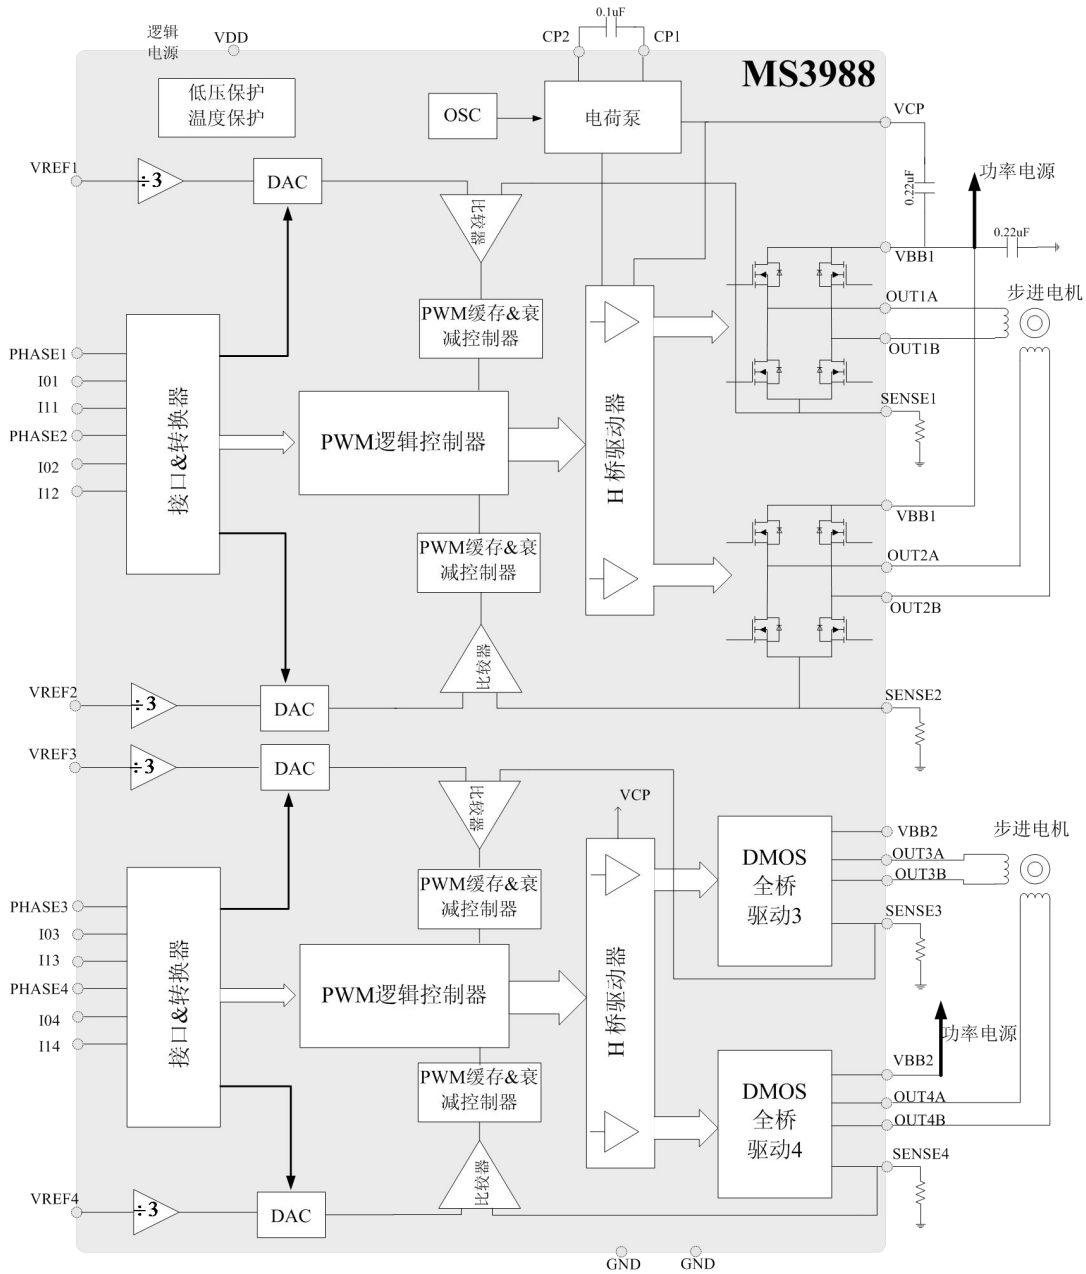 0.1uF
逻辑
电源
VDD
CP2
CP1
MS3988
低压保护
温度保护
OSC
电荷泵
VCP
VREF1
÷3
DAC
比较器
0.22uF
功率电源
0.22uF
VBB1
PWM缓存&衰
减控制器
OUT1A
步进电机
OUT1B
PHASE1
I01
I11
PHASE2
I02
I12
接口&转换器
PWM逻辑控制器
H 桥驱动器
SENSE1
VBB1
PWM缓存&衰
减控制器
OUT2A
OUT2B
比较器
VREF2
÷3
DAC
SENSE2
VREF3
÷3
DAC
比较器
VCP
VBB2
步进电机
DMOS
全桥
驱动3
OUT3A
OUT3B
SENSE3
PWM缓存&衰
减控制器
PHASE3
I03
I13
PHASE4
I04
I14
接口&转换器
PWM逻辑控制器
H 桥驱动器
功率电源
VBB2
PWM缓存&衰
减控制器
DMOS
全桥
驱动4
OUT4A
OUT4B
SENSE4
比较器
VREF4
÷3
DAC
GND
GND